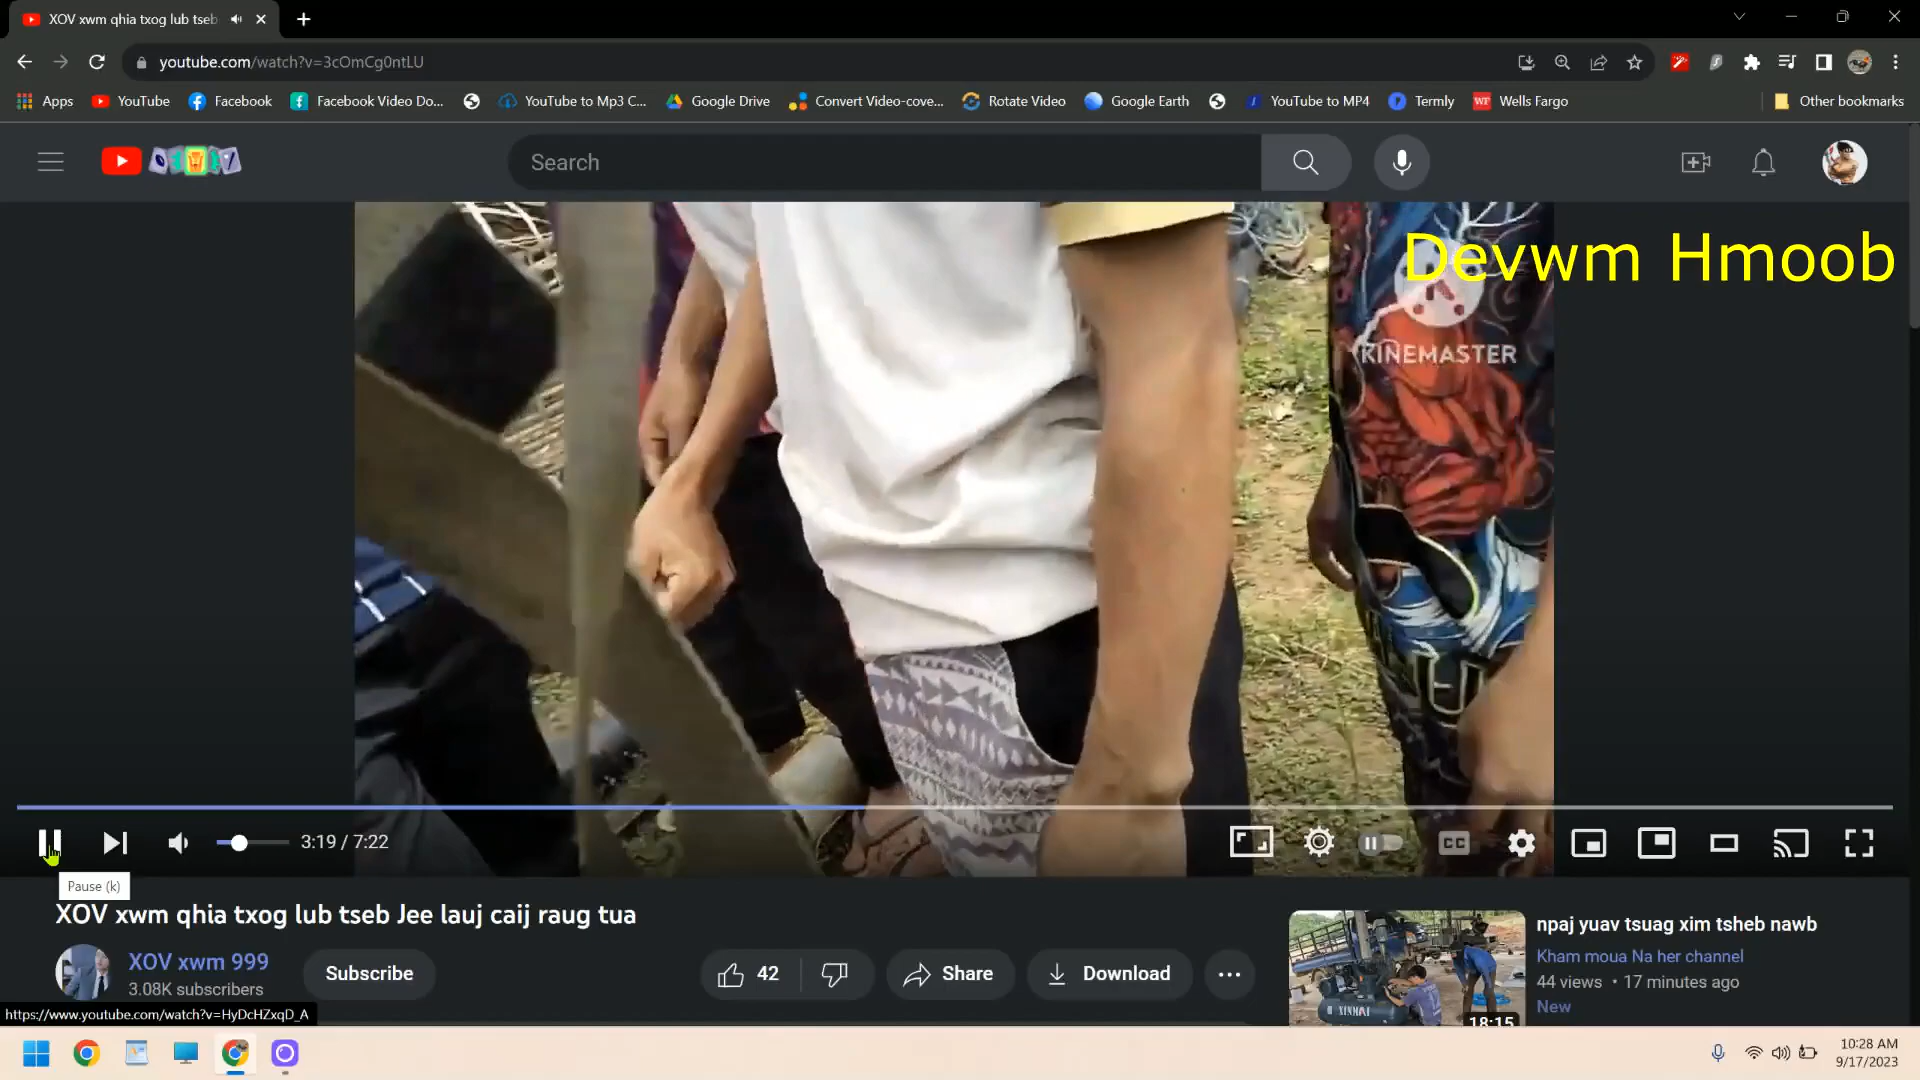 XOV xwm qhia txog lub tseb
youtube.com/watch?v=3cOmCg0ntLU
Apps YouTube Facebook Facebook Video Do... YouTube to Mp3 C... Google Drive Convert Video-cove... Rotate Video Google Earth YouTube to MP4 Termly Wells Fargo Other bookmarks
Search
Devwm Hmoob
KINEMASTER
3:19 / 7:22
CC
Pause (k)
XOV xwm qhia txog lub tseb Jee lauj caij raug tua
XOV xwm 999
3.08K subscribers
Subscribe
42
Share
Download
npaj yuav tsuag xim tsheb nawb
Kham moua Na her channel
44 views • 17 minutes ago
New
XINMAI
18:15
https://www.youtube.com/watch?v=HyDcHZxqD_A
10:28 AM
9/17/2023